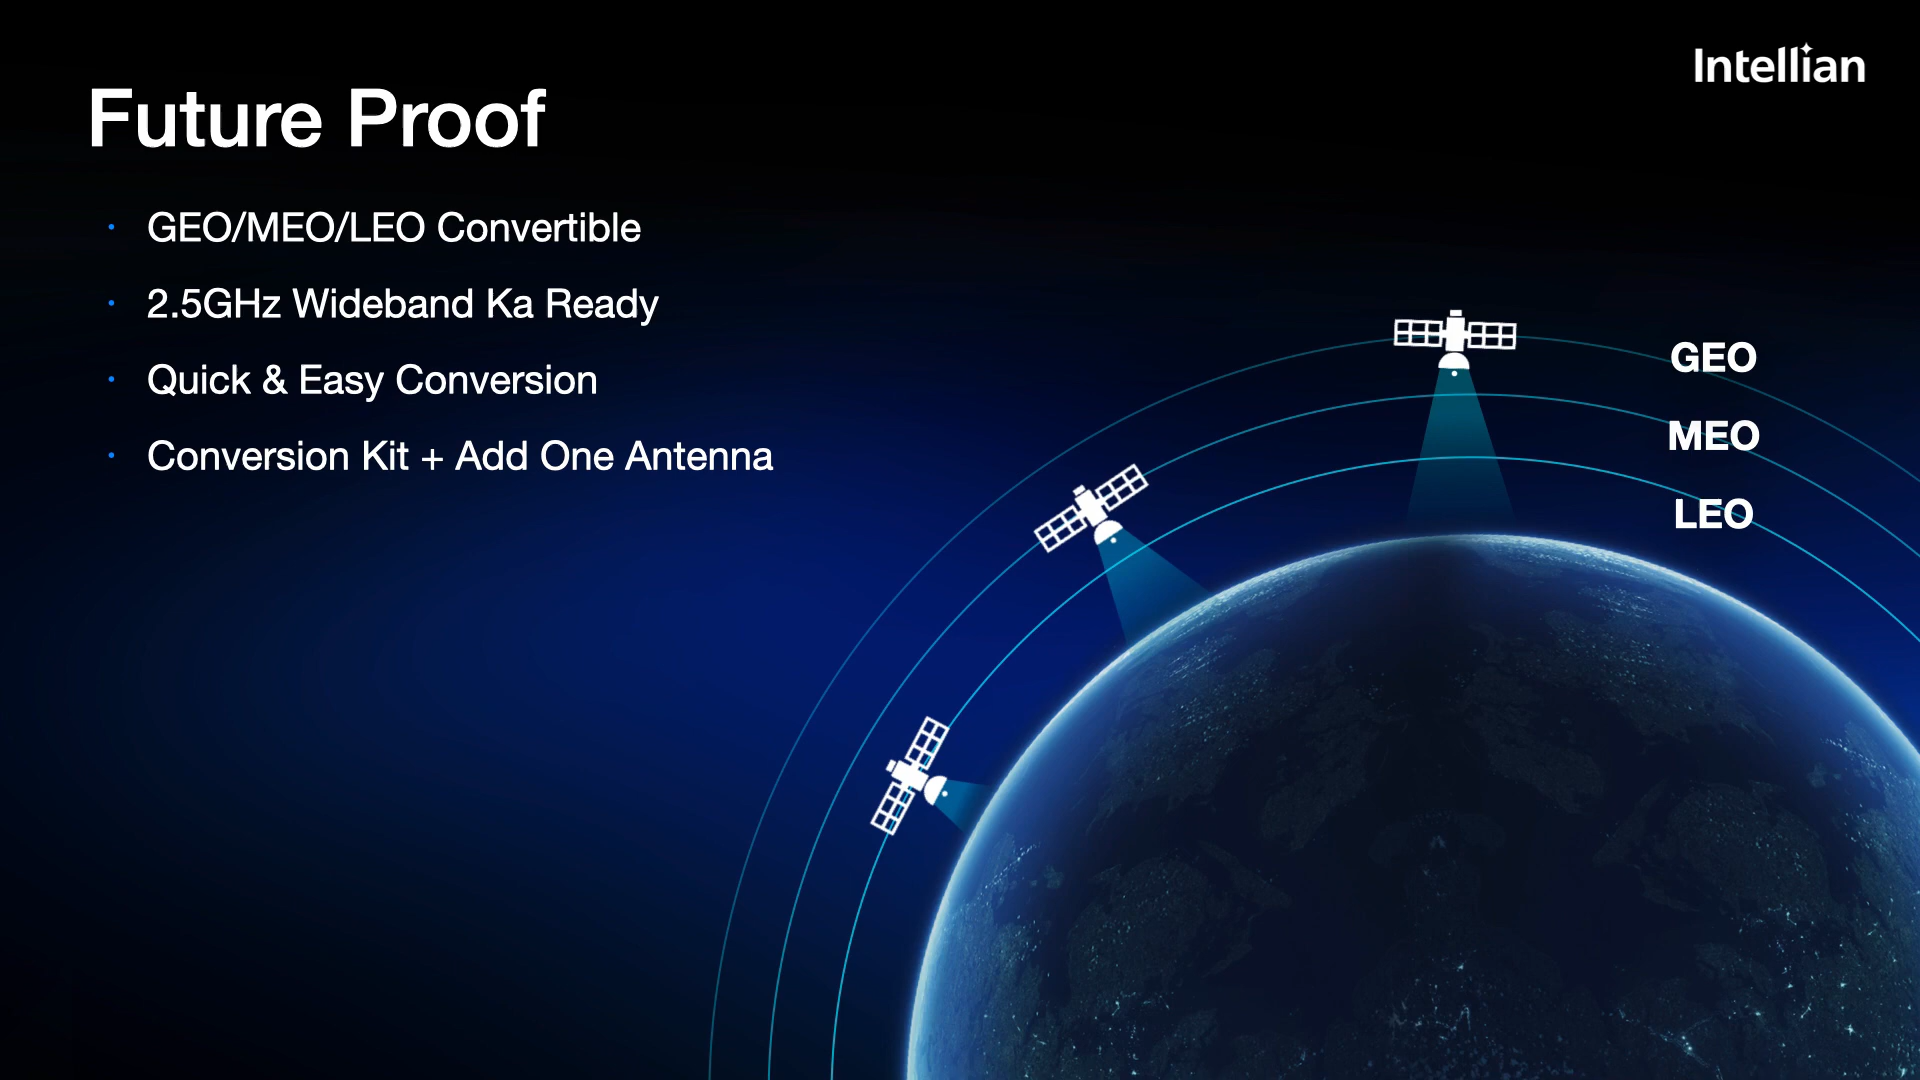 Intellian
Future Proof
GEO/MEO/LEO Convertible
2.5GHz Wideband Ka Ready
Quick & Easy Conversion
Conversion Kit + Add One Antenna
GEO
MEO
LEO